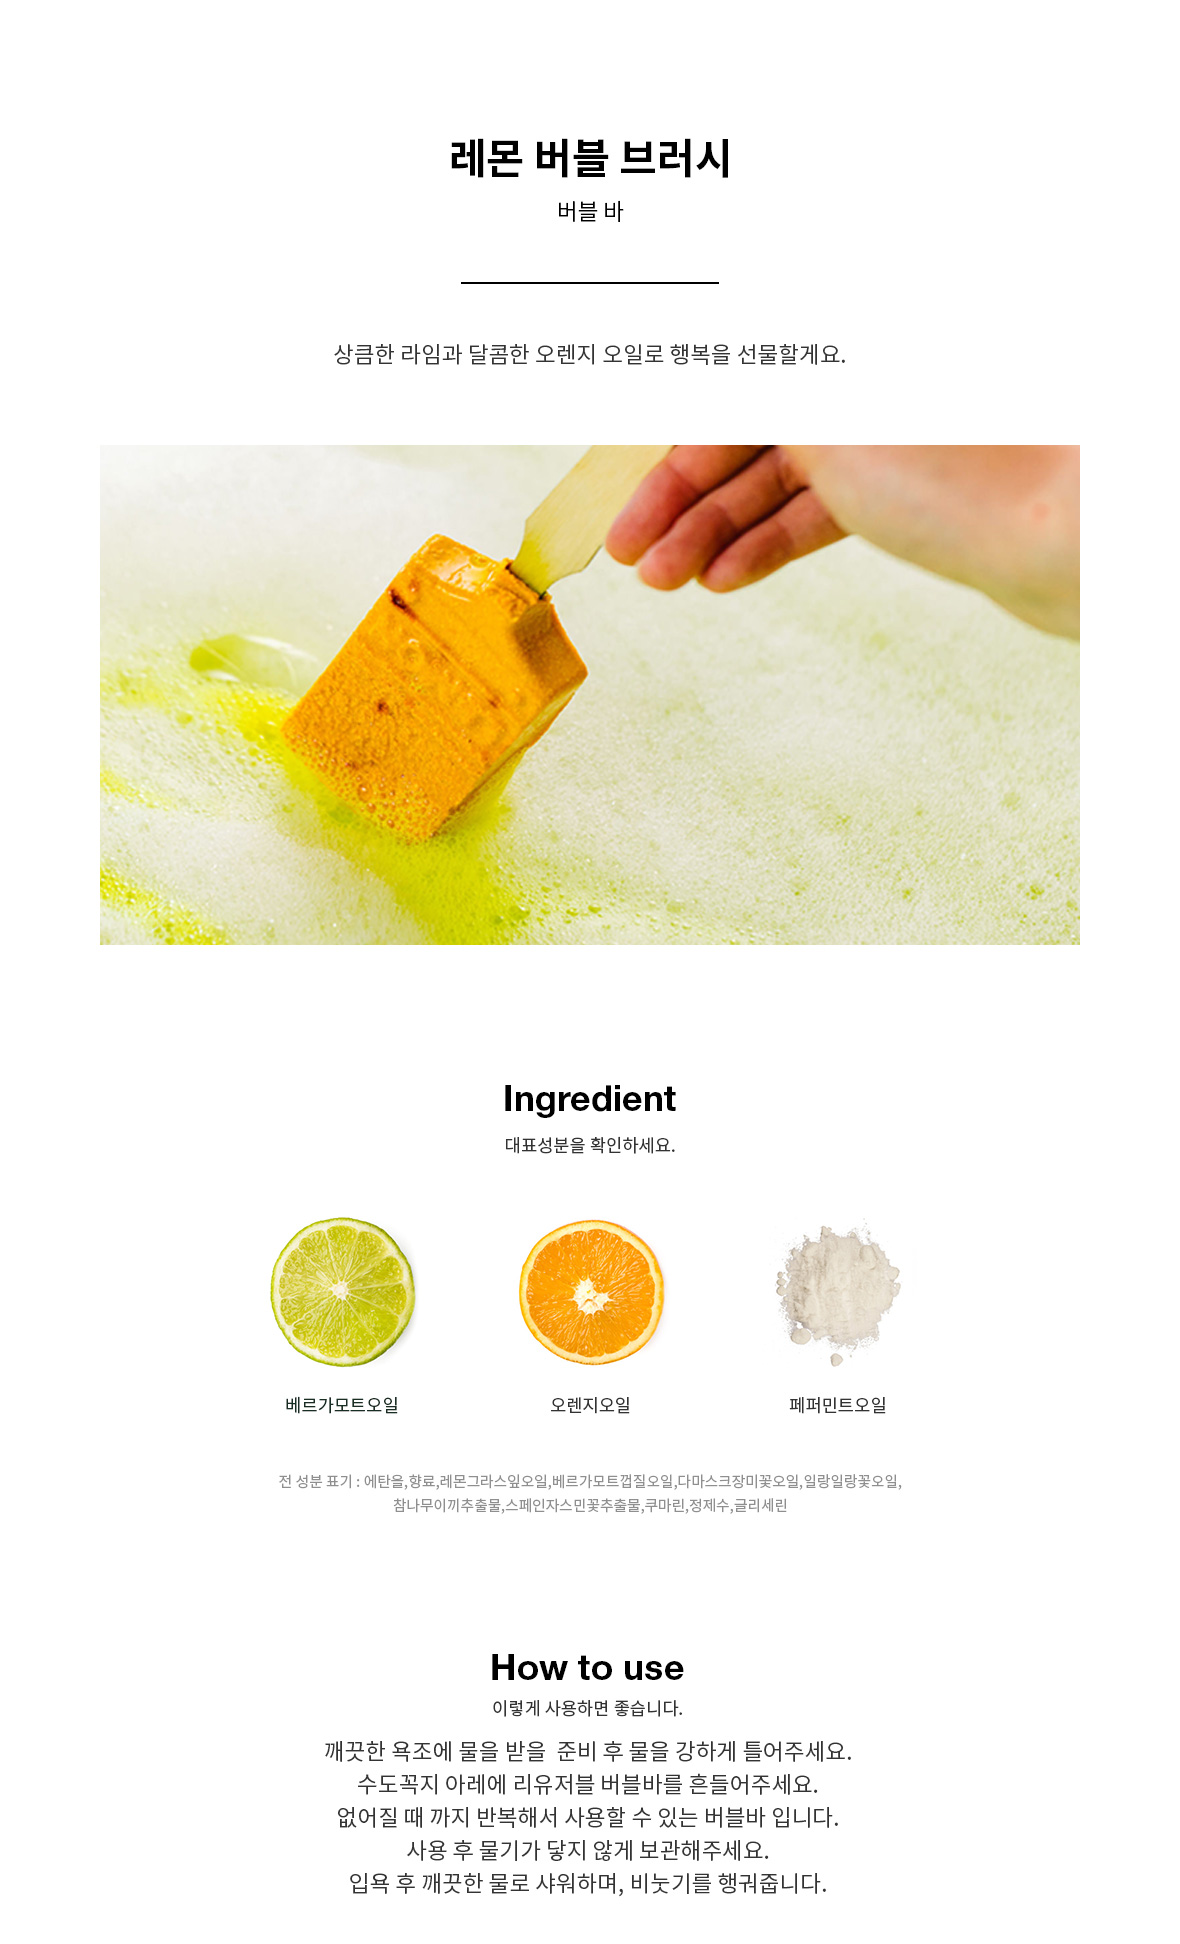 레몬 버블 브러시
버블 바
상큼한 라임과 달콤한 오렌지 오일로 행복을 선물할게요.
Ingredient
대표성분을 확인하세요.
베르가모트오일
오렌지오일
페퍼민트오일
전 성분 표기 : 에탄올,향료,레몬그라스잎오일,베르가모트껍질오일,다마스크장미꽃오일,일랑일랑꽃오일,
참나무이끼추출물,스페인자스민꽃추출물,쿠마린,정제수,글리세린
How to use
이렇게 사용하면 좋습니다.
깨끗한 욕조에 물을 받을  준비 후 물을 강하게 틀어주세요.
수도꼭지 아레에 리유저블 버블바를 흔들어주세요.
없어질 때 까지 반복해서 사용할 수 있는 버블바 입니다.
사용 후 물기가 닿지 않게 보관해주세요.
입욕 후 깨끗한 물로 샤워하며, 비눗기를 행궈줍니다.